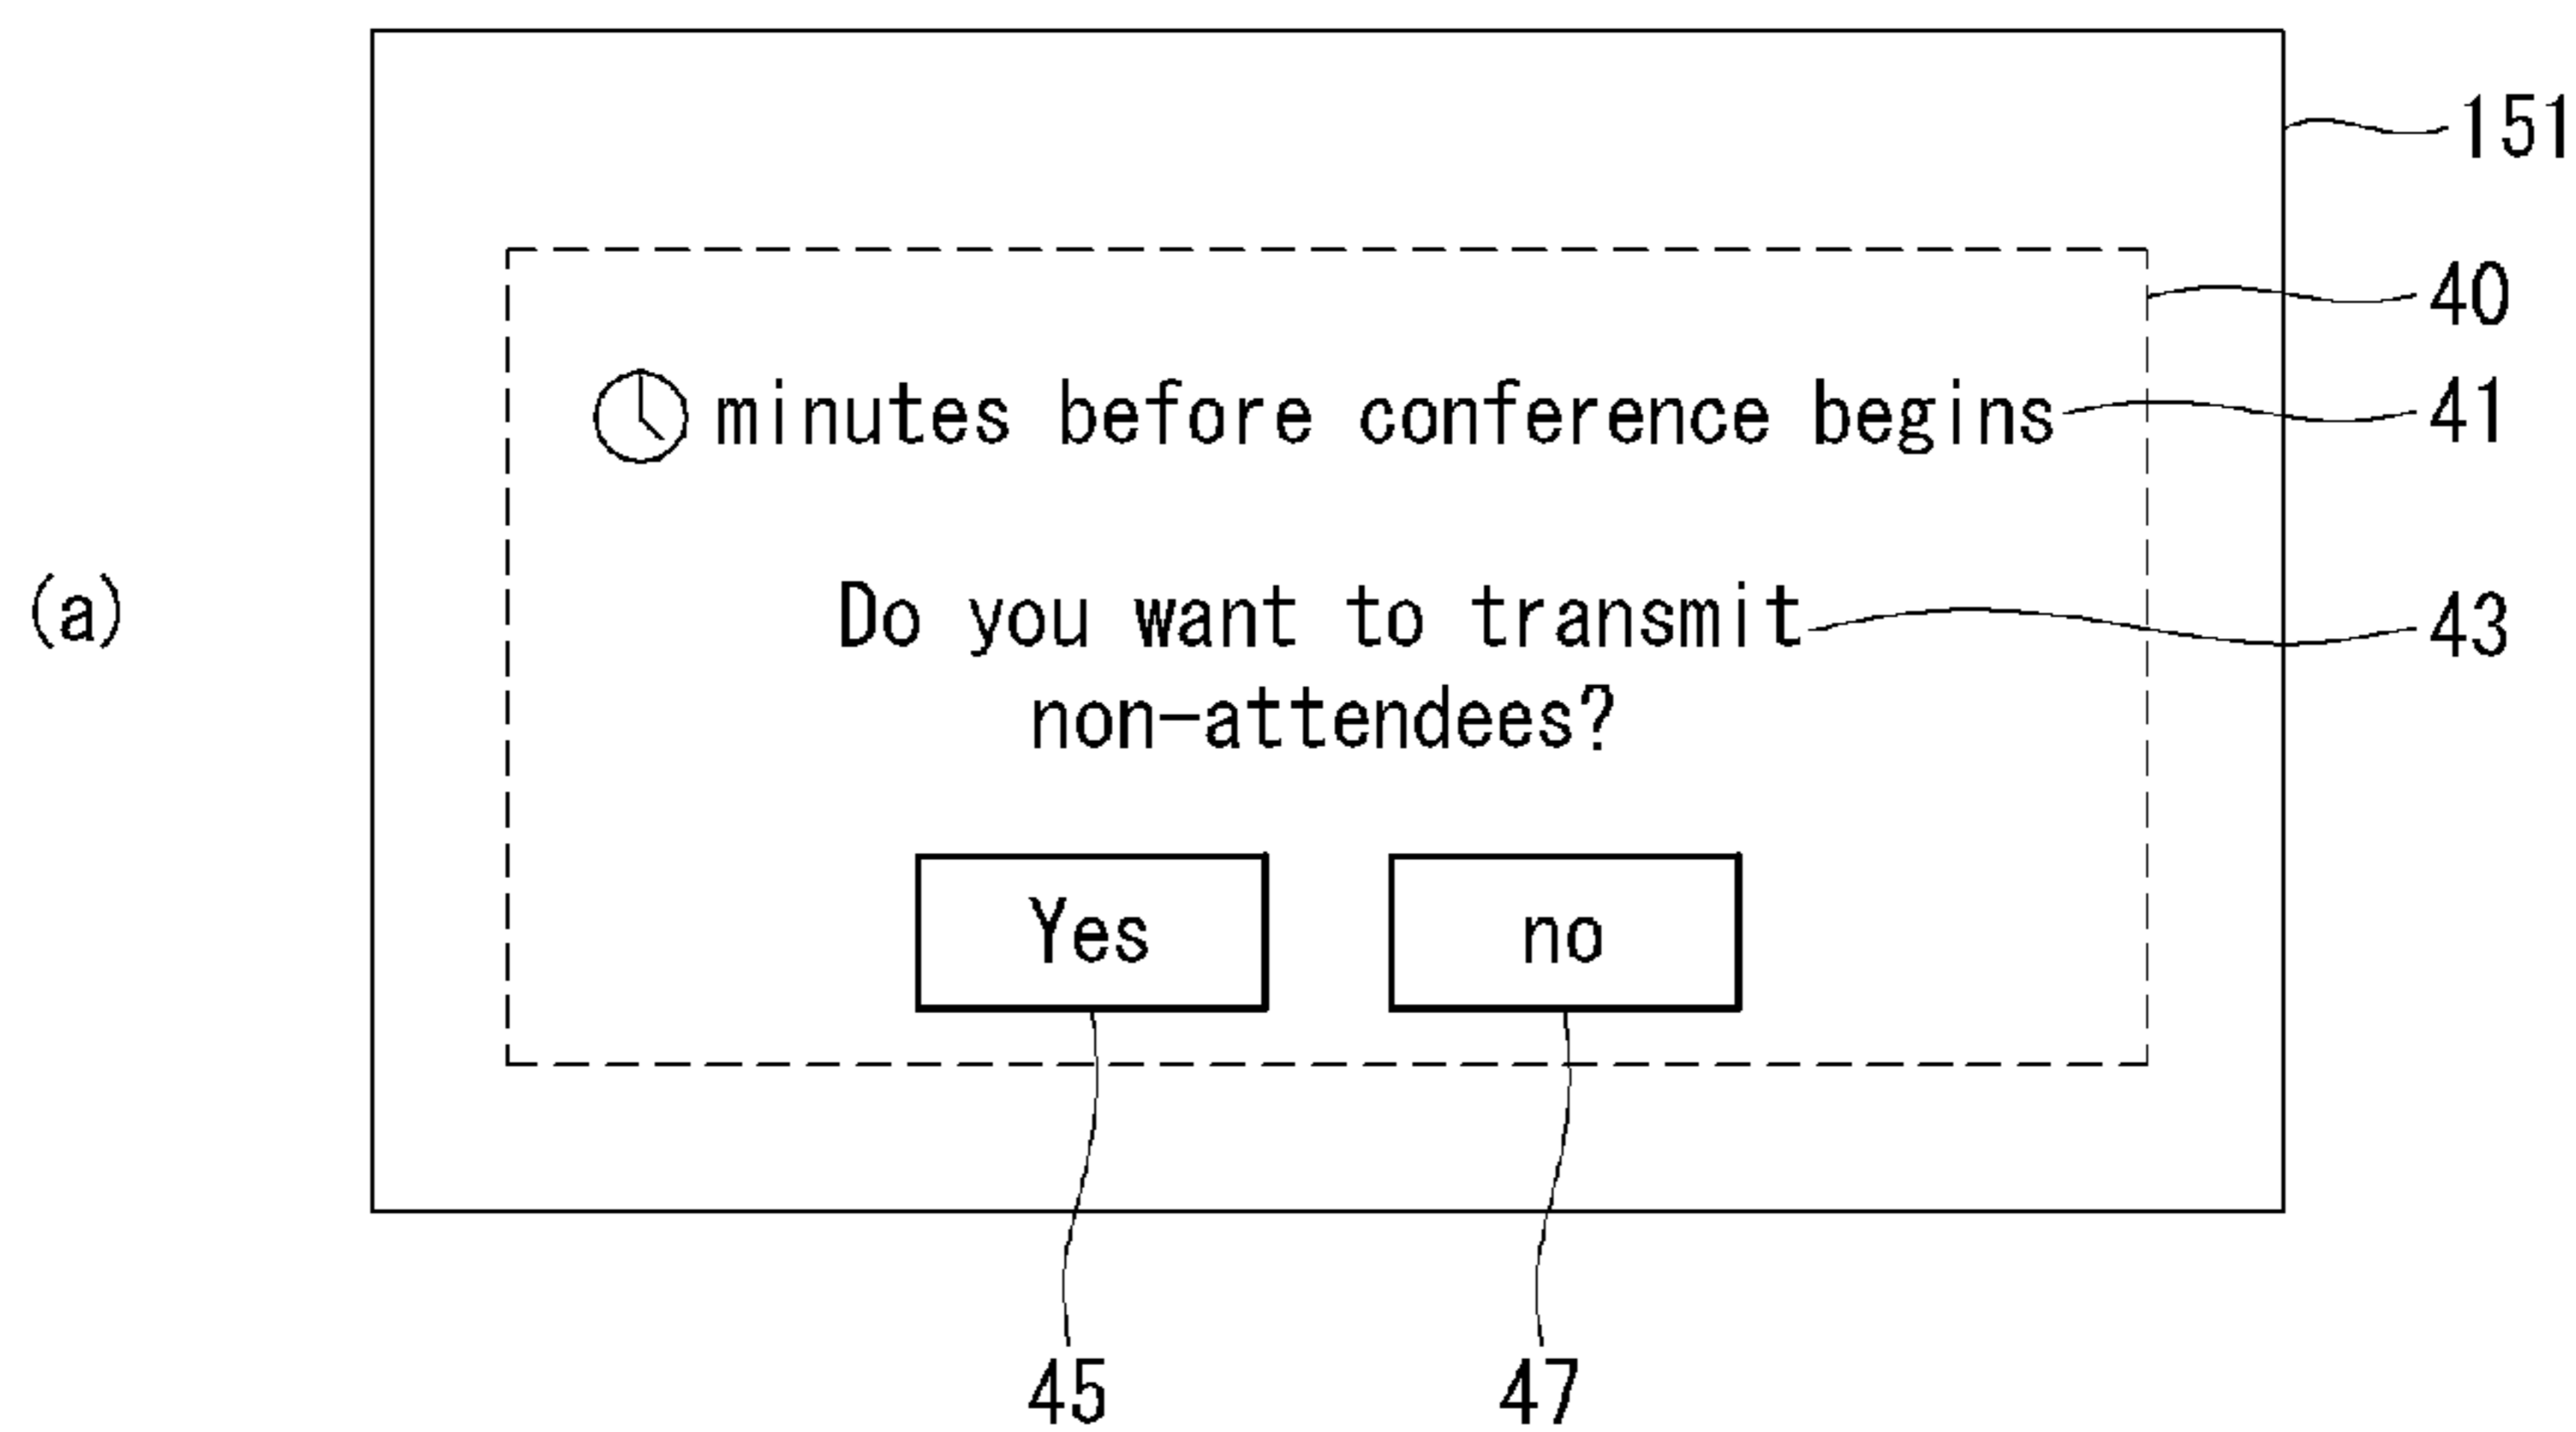 151
40
minutes before conference begins 41
(a)
Do you want to transmit 43
non-attendees?
Yes no
45 47